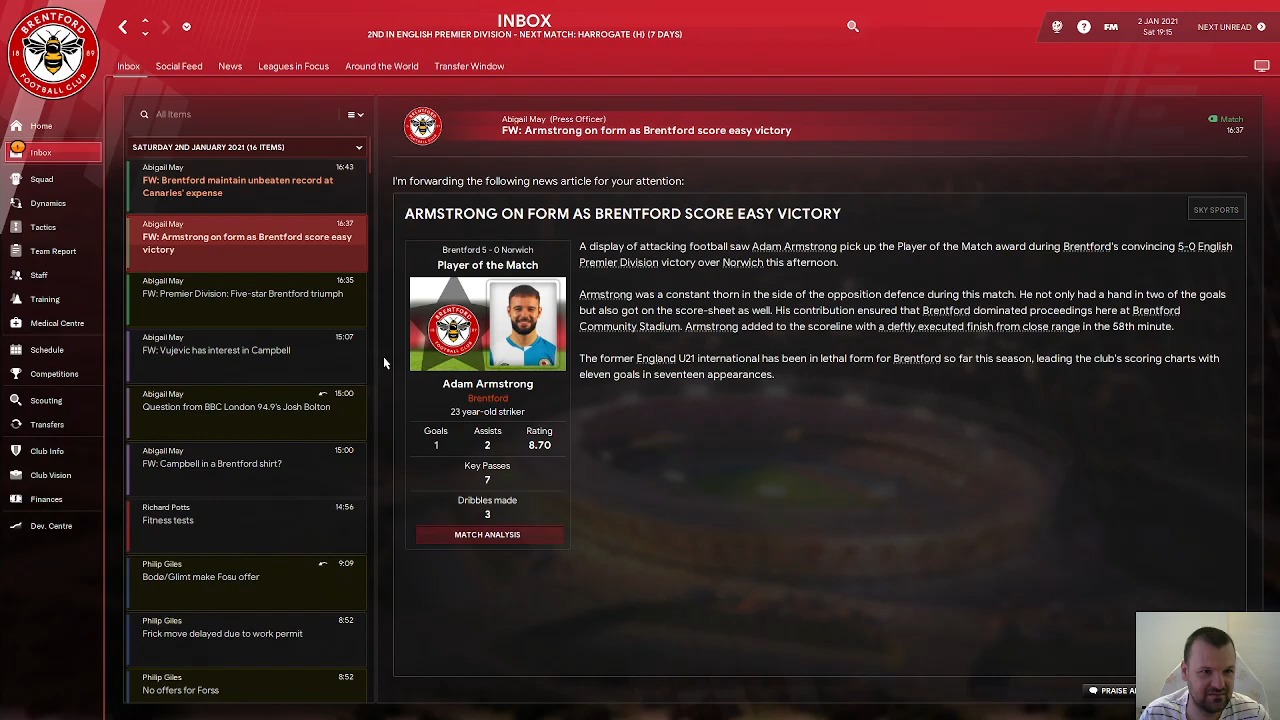 BRENTFORD
18 89
FOOTBALL CLUB
INBOX
2ND IN ENGLISH PREMIER DIVISION - NEXT MATCH: HARROGATE (H) (7 DAYS)
FM
2 JAN 2021
Sat 19:15
NEXT UNREAD
Inbox Social Feed News Leagues in Focus Around the World Transfer Window
Home
Inbox
Squad
Dynamics
Tactics
Team Report
Staff
Training
Medical Centre
Schedule
Competitions
Scouting
Transfers
Club Info
Club Vision
Finances
Dev. Centre
All Items
SATURDAY 2ND JANUARY 2021 (16 ITEMS)
Abigail May 16:43
FW: Brentford maintain unbeaten record at
Canaries' expense
Abigail May 16:37
FW: Armstrong on form as Brentford score easy
victory
Abigail May 16:35
FW: Premier Division: Five-star Brentford triumph
Abigail May 15:07
FW: Vujevic has interest in Campbell
Abigail May 15:00
Question from BBC London 94.9's Josh Bolton
Abigail May 15:00
FW: Campbell in a Brentford shirt?
Richard Potts 14:56
Fitness tests
Philip Giles 9:09
Bodø/Glimt make Fosu offer
Philip Giles 8:52
Frick move delayed due to work permit
Philip Giles 8:52
No offers for Forss
Abigail May (Press Officer)
FW: Armstrong on form as Brentford score easy victory
Match
16:37
I'm forwarding the following news article for your attention:
ARMSTRONG ON FORM AS BRENTFORD SCORE EASY VICTORY
SKY SPORTS
Brentford 5 - 0 Norwich
Player of the Match
Adam Armstrong
Brentford
23 year-old striker
Goals Assists Rating
1 2 8.70
Key Passes
7
Dribbles made
3
MATCH ANALYSIS
A display of attacking football saw Adam Armstrong pick up the Player of the Match award during Brentford's convincing 5-0 English
Premier Division victory over Norwich this afternoon.
Armstrong was a constant thorn in the side of the opposition defence during this match. He not only had a hand in two of the goals
but also got on the score-sheet as well. His contribution ensured that Brentford dominated proceedings here at Brentford
Community Stadium. Armstrong added to the scoreline with a deftly executed finish from close range in the 58th minute.
The former England U21 international has been in lethal form for Brentford so far this season, leading the club's scoring charts with
eleven goals in seventeen appearances.
PRAISE